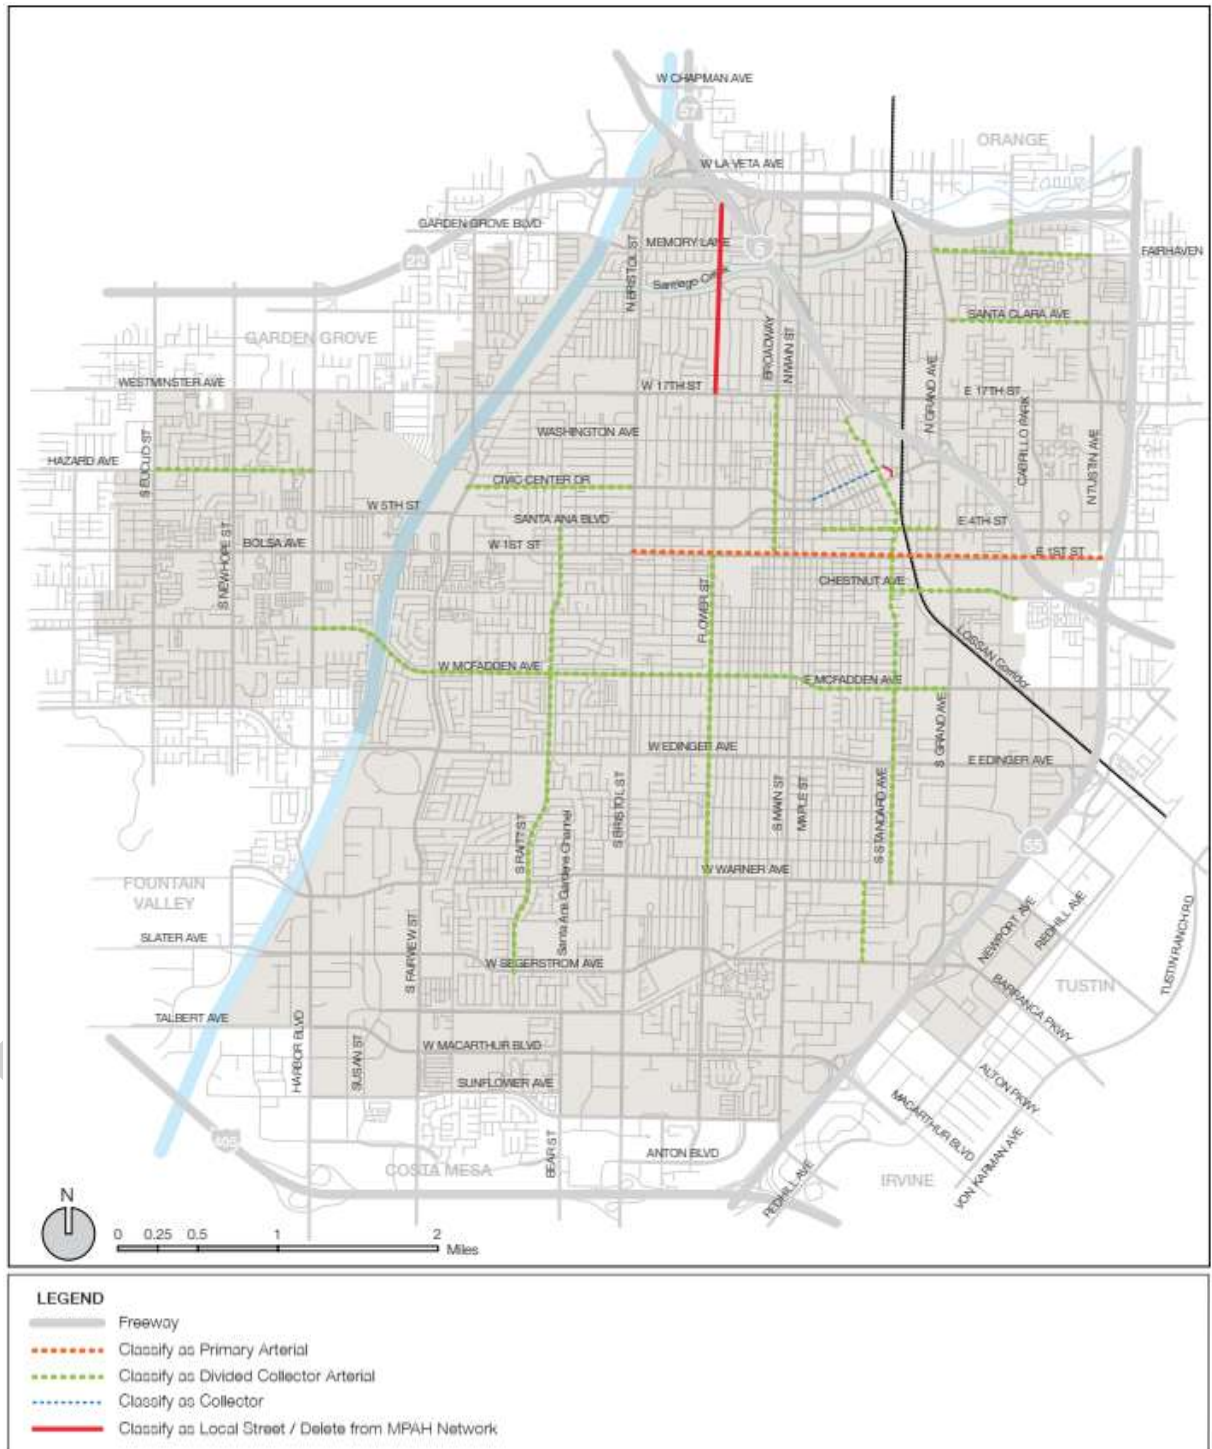 W CHAPMAN AVE
57
ORANGE
W LA VETA AVE
GARDEN GROVE BLVD
MEMORY LANE
5
FAIRHAVEN
22
N BRISTOL ST
Santiago Creek
SANTA CLARA AVE
GARDEN GROVE
BROADWAY
N MAIN ST
WESTMINSTER AVE
W 17TH ST
E 17TH ST
N GRAND AVE
CABRILLO PARK
N TUSTIN AVE
WASHINGTON AVE
HAZARD AVE
S EUCLID ST
CIVIC CENTER DR
W 5TH ST
SANTA ANA BLVD
E 4TH ST
BOLSA AVE
W 1ST ST
E 1ST ST
S NEWHOPE ST
CHESTNUT AVE
FLOWER ST
LOSSAN Corridor
W MCFADDEN AVE
E MCFADDEN AVE
S GRAND AVE
W EDINGER AVE
E EDINGER AVE
S RAITT ST
Santa Ana Gardens Channel
S BRISTOL ST
S MAIN ST
MAPLE ST
S STANDARD AVE
55
W WARNER AVE
FOUNTAIN
VALLEY
NEWPORT AVE
REDHILL AVE
TUSTIN RANCH RD
SLATER AVE
S FAIRVIEW ST
W SEGERSTROM AVE
TUSTIN
BARRANCA PKWY
TALBERT AVE
HARBOR BLVD
SUSAN ST
W MACARTHUR BLVD
SUNFLOWER AVE
ALTON PKWY
MACARTHUR BLVD
405
BEAR ST
ANTON BLVD
COSTA MESA
REDHILL AVE
IRVINE
VON KARMAN AVE
N
0 0.25 0.5 1 2
Miles
LEGEND
Freeway
Classify as Primary Arterial
Classify as Divided Collector Arterial
Classify as Collector
Classify as Local Street / Delete from MPAH Network